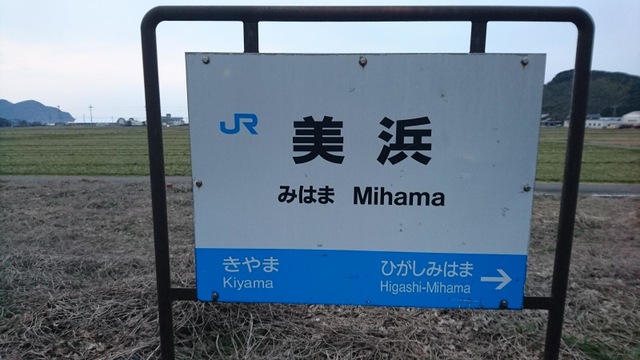 JR
美浜
みはま Mihama
きやま
Kiyama
ひがしみはま
Higashi-Mihama